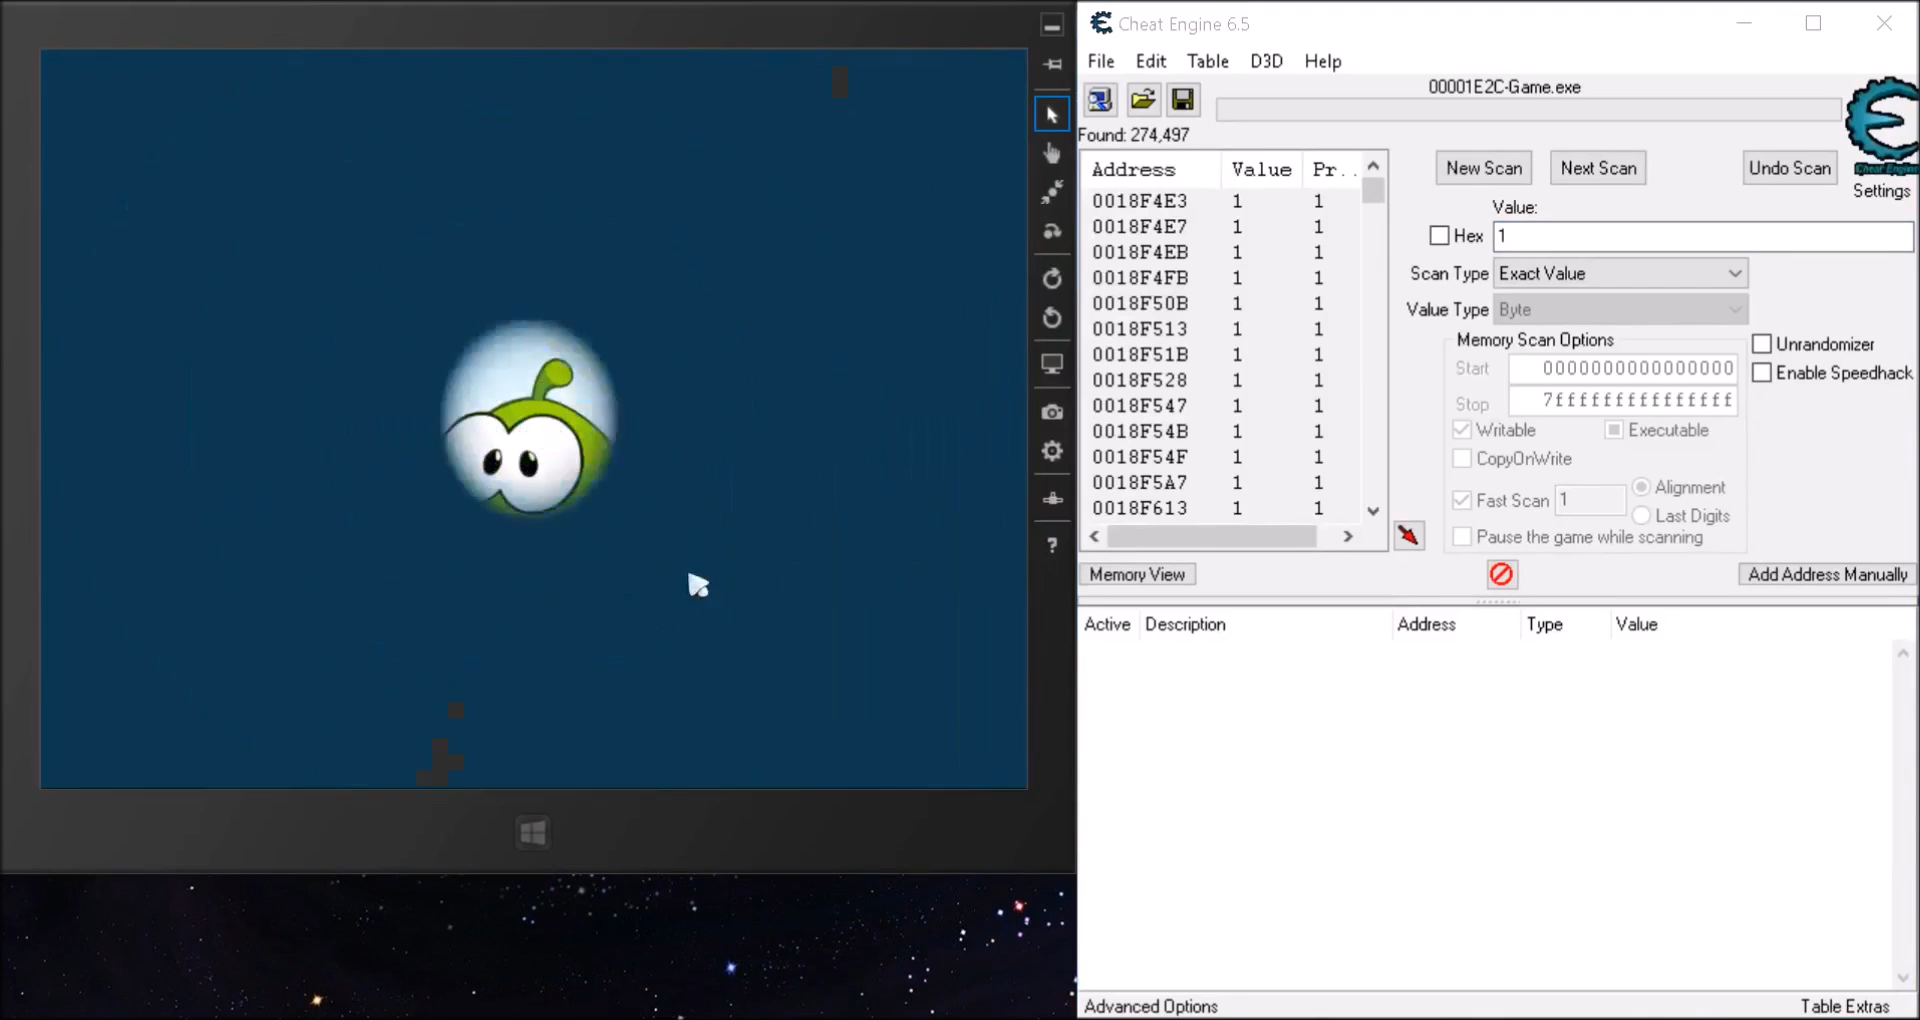 Cheat Engine 6.5
File Edit Table D3D Help
00001E2C-Game.exe
Found: 274,497
Address Value Pr..
0018F4E3 1 1
0018F4E7 1 1
0018F4EB 1 1
0018F4FB 1 1
0018F50B 1 1
0018F513 1 1
0018F51B 1 1
0018F528 1 1
0018F547 1 1
0018F54B 1 1
0018F54F 1 1
0018F5A7 1 1
0018F613 1 1
New Scan Next Scan Undo Scan
Cheat Engine
Settings
Value:
Hex 1
Scan Type Exact Value
Value Type Byte
Memory Scan Options
Start 0000000000000000
Stop 7fffffffffffffff
Writable Executable
CopyOnWrite
Fast Scan 1 Alignment
Last Digits
Pause the game while scanning
Unrandomizer
Enable Speedhack
Memory View Add Address Manually
Active Description Address Type Value
Advanced Options Table Extras
?